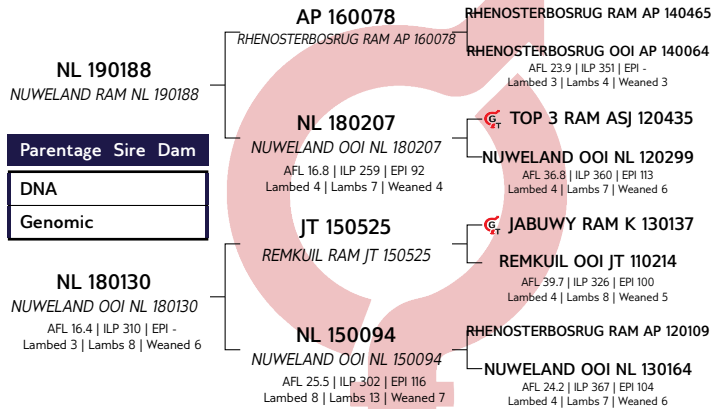 NL 190188
NUWELAND RAM NL 190188
Parentage Sire Dam
DNA
Genomic
NL 180130
NUWELAND OOI NL 180130
AFL 16.4 | ILP 310 | EPI -
Lambed 3 | Lambs 8 | Weaned 6
AP 160078
RHENOSTERBOSRUG RAM AP 160078
NL 180207
NUWELAND OOI NL 180207
AFL 16.8 | ILP 259 | EPI 92
Lambed 4 | Lambs 7 | Weaned 4
JT 150525
REMKUIL RAM JT 150525
NL 150094
NUWELAND OOI NL 150094
AFL 25.5 | ILP 302 | EPI 116
Lambed 8 | Lambs 13 | Weaned 7
RHENOSTERBOSRUG RAM AP 140465
RHENOSTERBOSRUG OOI AP 140064
AFL 23.9 | ILP 351 | EPI -
Lambed 3 | Lambs 4 | Weaned 3
GT TOP 3 RAM ASJ 120435
NUWELAND OOI NL 120299
AFL 36.8 | ILP 360 | EPI 113
Lambed 4 | Lambs 7 | Weaned 6
GT JABUWY RAM K 130137
REMKUIL OOI JT 110214
AFL 39.7 | ILP 326 | EPI 100
Lambed 4 | Lambs 8 | Weaned 5
RHENOSTERBOSRUG RAM AP 120109
NUWELAND OOI NL 130164
AFL 24.2 | ILP 367 | EPI 104
Lambed 4 | Lambs 7 | Weaned 6